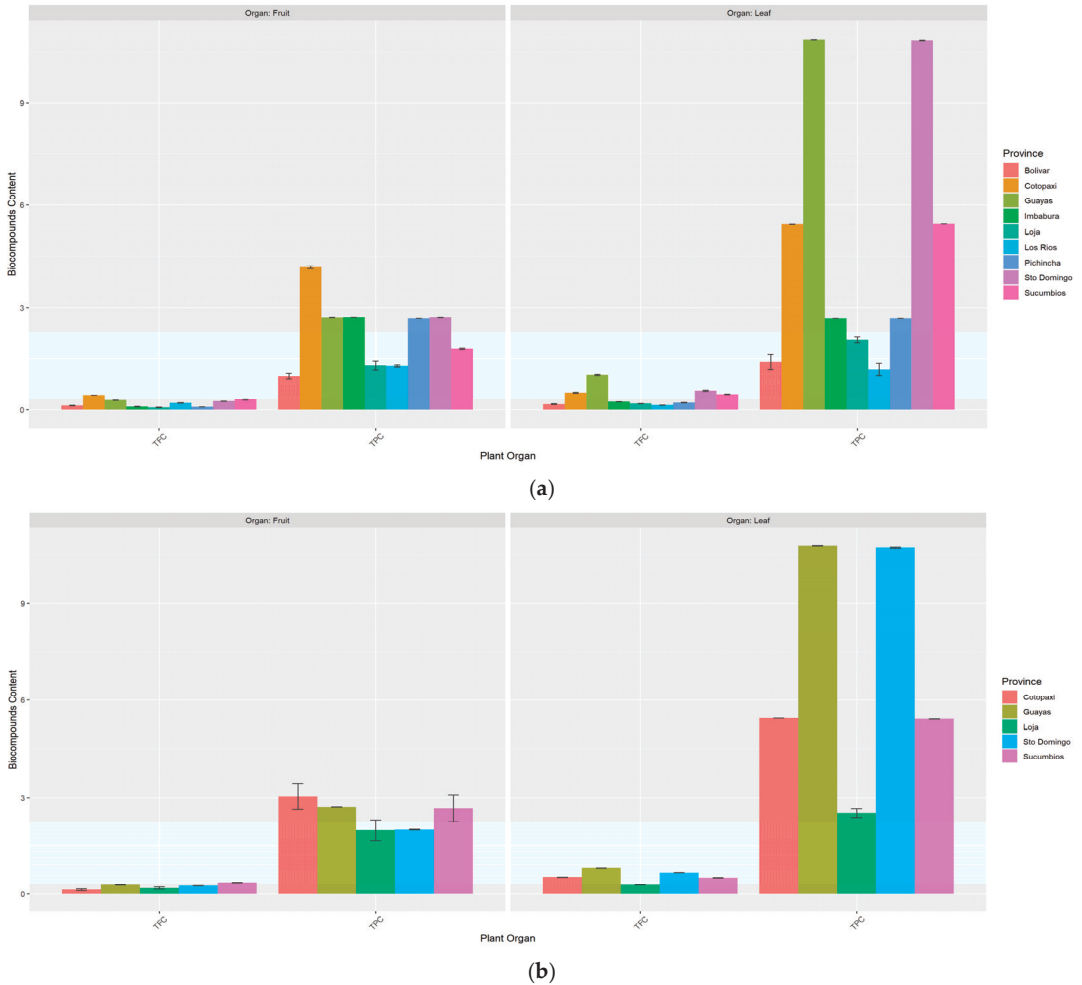 Organ: Fruit
Organ: Leaf
Biocompounds Content
9
6
3
0
TFC
TPC
TFC
TPC
Plant Organ
Province
Bolivar
Cotopaxi
Guayas
Imbabura
Loja
Los Rios
Pichincha
Sto Domingo
Sucumbios
(a)
Organ: Fruit
Organ: Leaf
Biocompounds Content
9
6
3
0
TFC
TPC
TFC
TPC
Plant Organ
Province
Cotopaxi
Guayas
Loja
Sto Domingo
Sucumbios
(b)